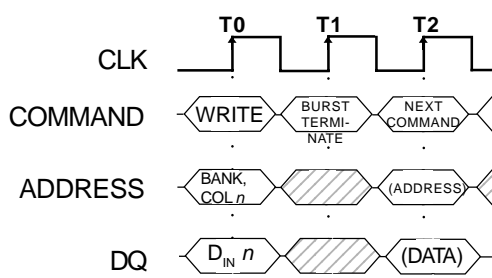 T0 T1 T2
CLK
COMMAND WRITE BURST TERMI-NATE NEXT COMMAND
ADDRESS BANK, COL n (ADDRESS)
DQ DIN n (DATA)